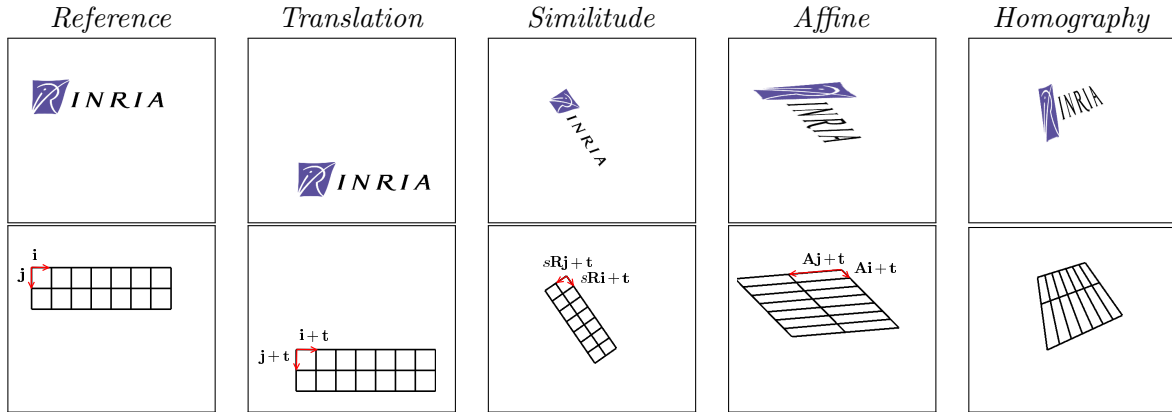 Reference Translation Similitude Affine Homography
INRIA
INRIA
INRIA
INRIA
INRIA
i
j
i + t
j + t
sRj + t
sRi + t
Aj + t
Ai + t